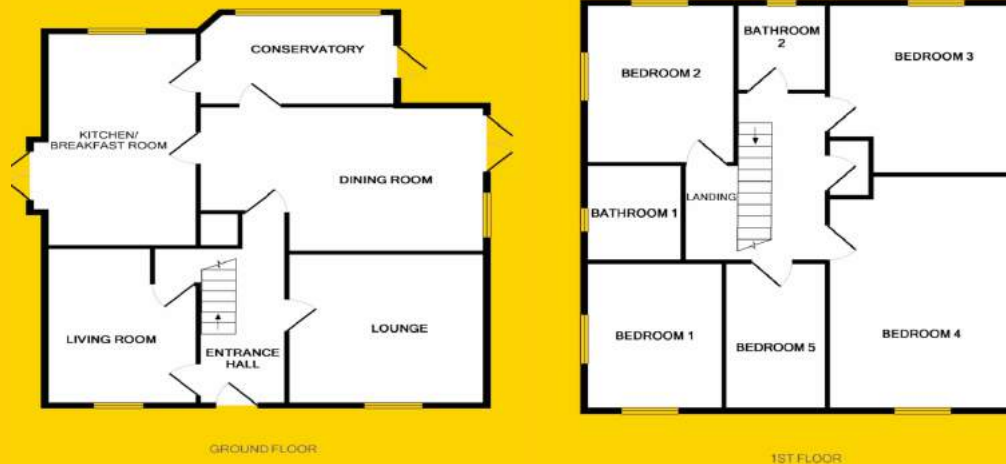 CONSERVATORY
KITCHEN/
BREAKFAST ROOM
DINING ROOM
LIVING ROOM
ENTRANCE
HALL
LOUNGE
GROUND FLOOR
BATHROOM
2
BEDROOM 2
BEDROOM 3
LANDING
BATHROOM 1
BEDROOM 1
BEDROOM 5
BEDROOM 4
1ST FLOOR